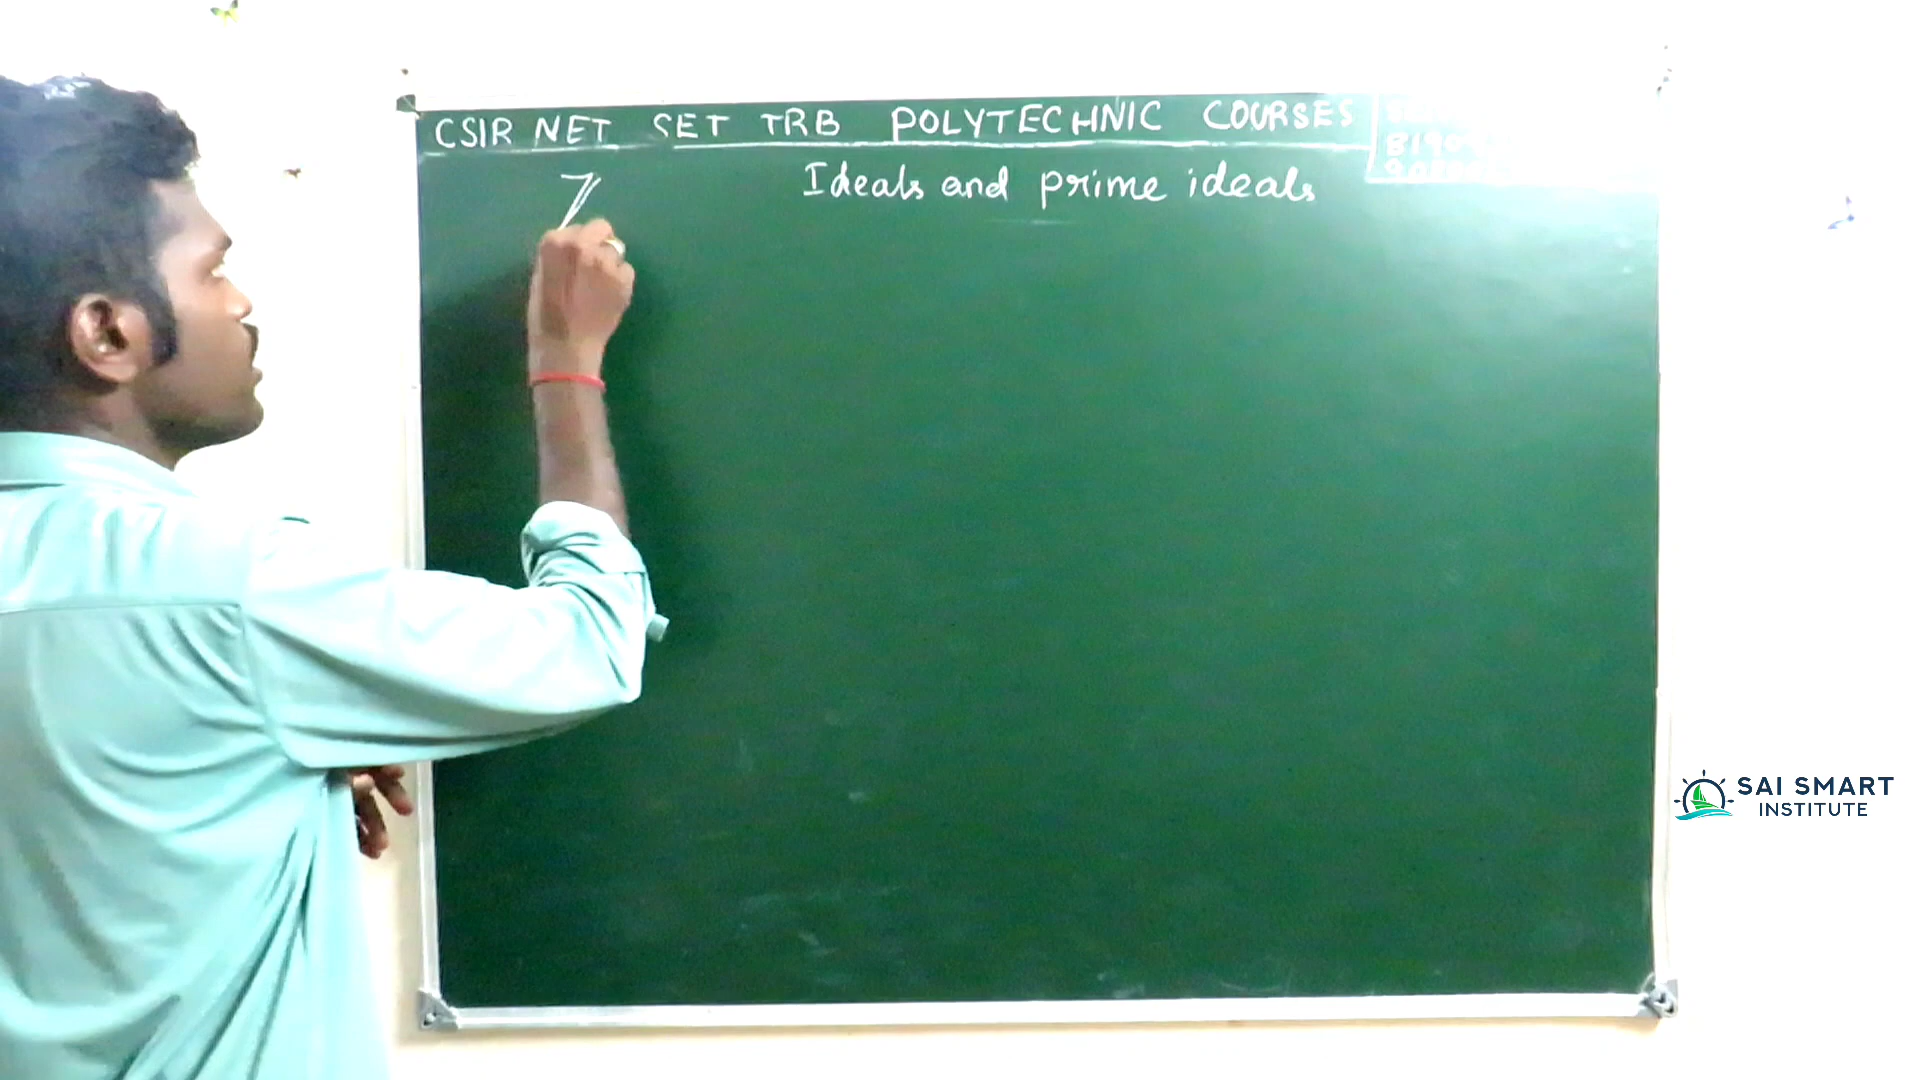 CSIR NET SET TRB POLYTECHNIC COURSES
Ideals and prime ideals
SAI SMART
INSTITUTE